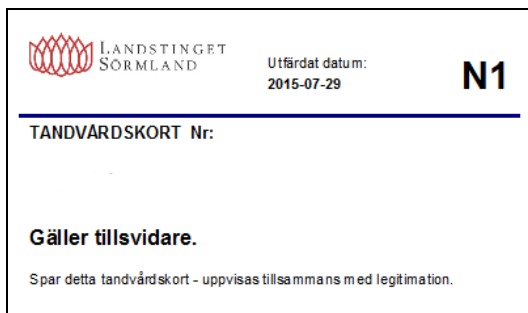 LANDSTINGET
SÖRMLAND
Utfärdat datum:
2015-07-29
N1
TANDVÅRDSKORT Nr:
Gäller tillsvidare.
Spar detta tandvårdskort - uppvisas tillsammans med legitimation.